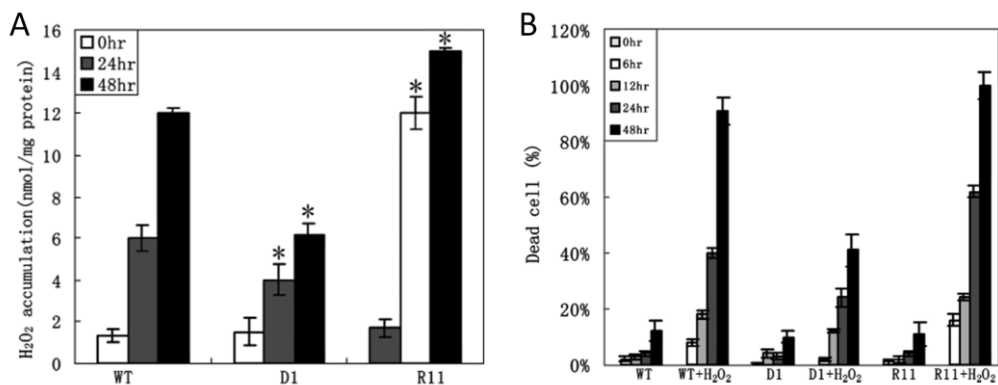 A
H₂O₂ accumulation(nmol/mg protein)
16
14
12
10
8
6
4
2
0
0hr
24hr
48hr
*
*
*
*
WT
D1
R11
B
Dead cell (%)
120%
100%
80%
60%
40%
20%
0%
0hr
6hr
12hr
24hr
48hr
WT
WT+H₂O₂
D1
D1+H₂O₂
R11
R11+H₂O₂